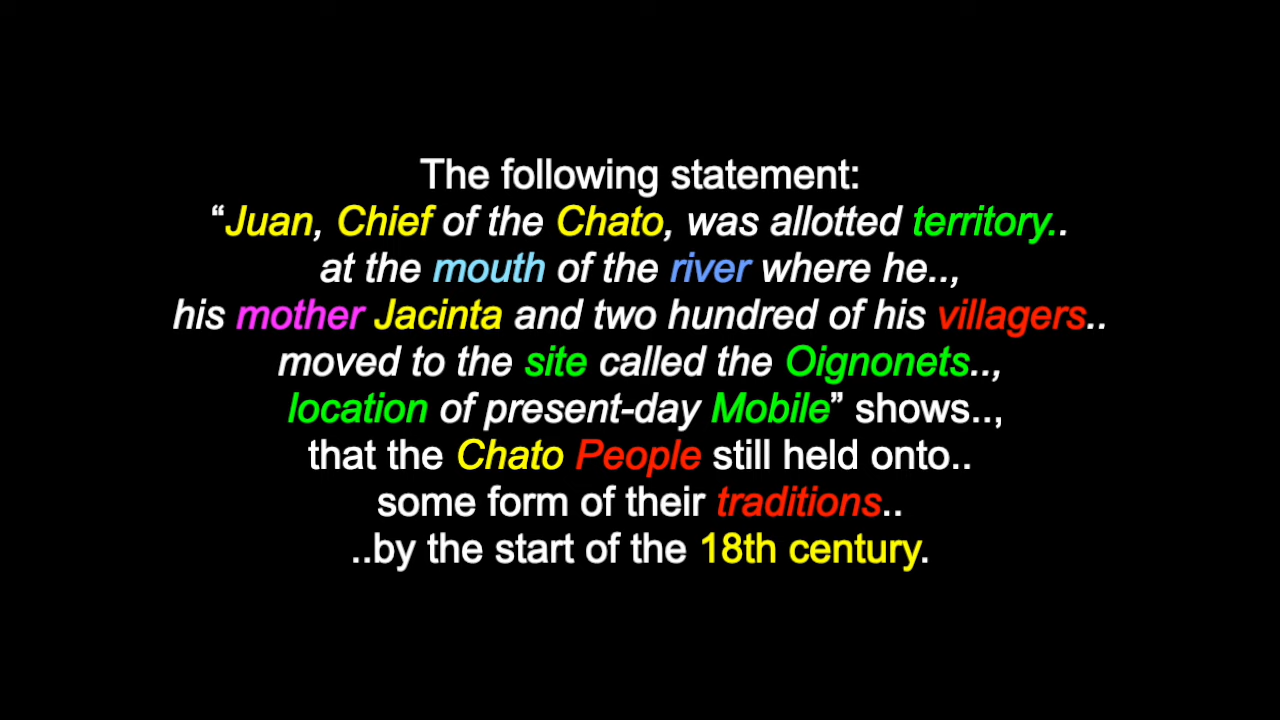 The following statement:
“Juan, Chief of the Chato, was allotted territory..
at the mouth of the river where he..,
his mother Jacinta and two hundred of his villagers..
moved to the site called the Oignonets..,
location of present-day Mobile” shows..,
that the Chato People still held onto..
some form of their traditions..
..by the start of the 18th century.